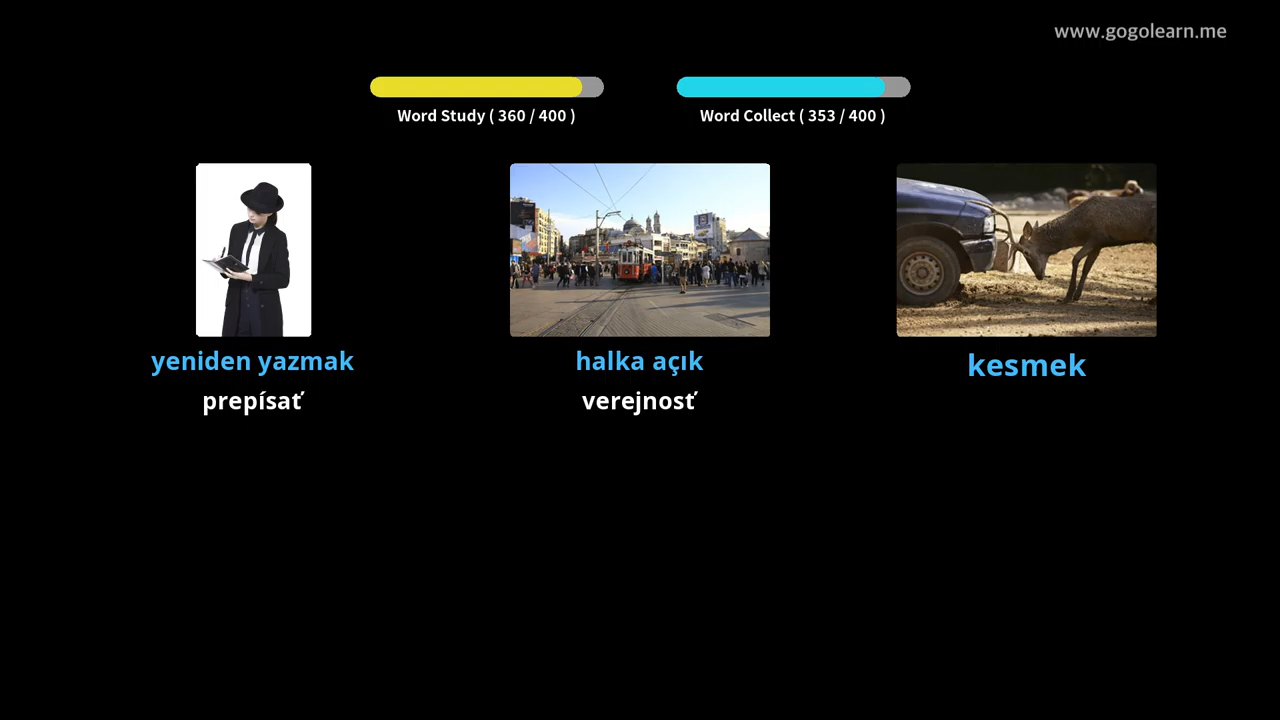 www.gogolearn.me
Word Study ( 360 / 400 )
Word Collect ( 353 / 400 )
yeniden yazmak
prepísať
halka açık
verejnosť
kesmek